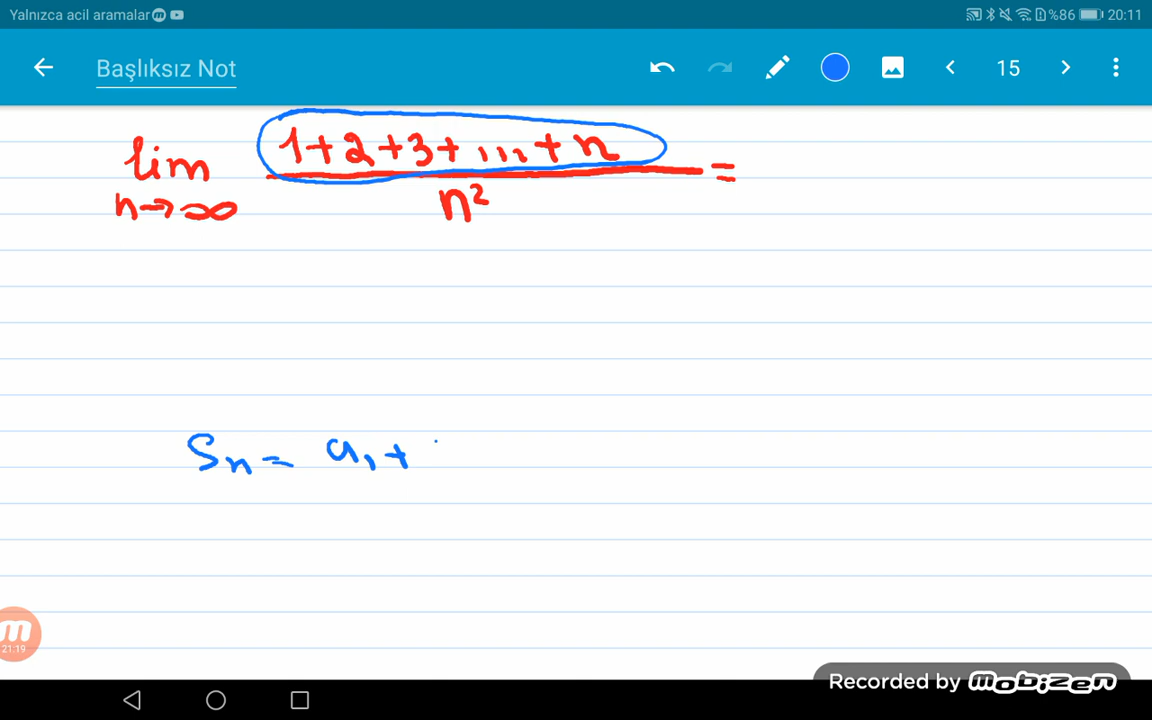 Yalnızca acil aramalar %86 20:11
Başlıksız Not 15
lim 1+2+3+...+n =
n→∞ n²
Sn = a₁ +
m
21:19
Recorded by mobizen